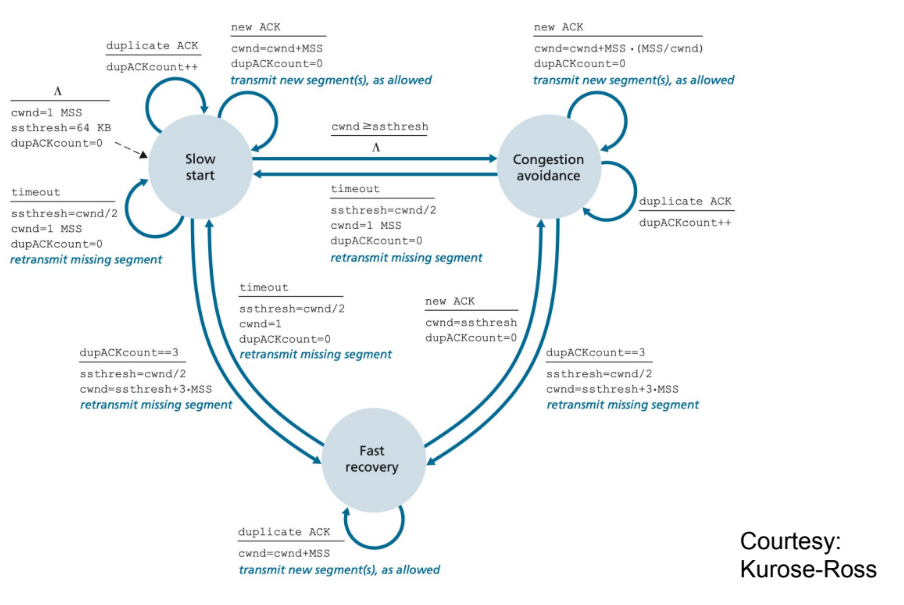 new ACK
cwnd=cwnd+MSS
dupACKcount=0
transmit new segment(s), as allowed
new ACK
cwnd=cwnd+MSS · (MSS/cwnd)
dupACKcount=0
transmit new segment(s), as allowed
duplicate ACK
dupACKcount++
Λ
cwnd=1 MSS
ssthresh=64 KB
dupACKcount=0
cwnd ≥ssthresh
Λ
Slow
start
Congestion
avoidance
timeout
ssthresh=cwnd/2
cwnd=1 MSS
dupACKcount=0
retransmit missing segment
timeout
ssthresh=cwnd/2
cwnd=1 MSS
dupACKcount=0
retransmit missing segment
duplicate ACK
dupACKcount++
timeout
ssthresh=cwnd/2
cwnd=1
dupACKcount=0
retransmit missing segment
new ACK
cwnd=ssthresh
dupACKcount=0
dupACKcount==3
ssthresh=cwnd/2
cwnd=ssthresh+3·MSS
retransmit missing segment
dupACKcount==3
ssthresh=cwnd/2
cwnd=ssthresh+3·MSS
retransmit missing segment
Fast
recovery
duplicate ACK
cwnd=cwnd+MSS
transmit new segment(s), as allowed
Courtesy:
Kurose-Ross